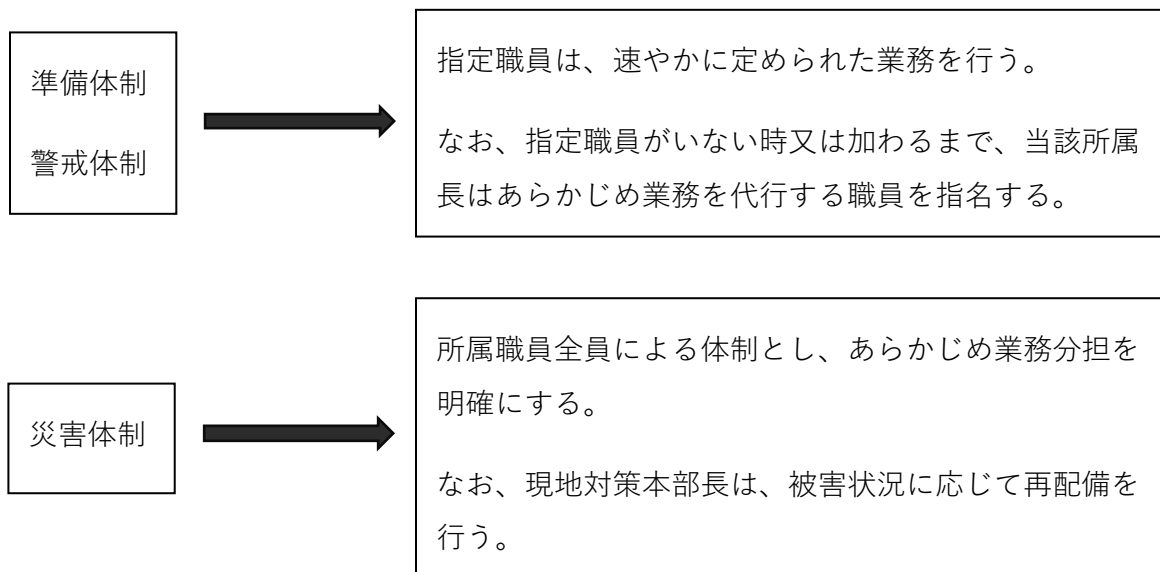 準備体制
警戒体制
指定職員は、速やかに定められた業務を行う。
なお、指定職員がいない時又は加わるまで、当該所属
長はあらかじめ業務を代行する職員を指名する。
災害体制
所属職員全員による体制とし、あらかじめ業務分担を
明確にする。
なお、現地対策本部長は、被害状況に応じて再配備を
行う。